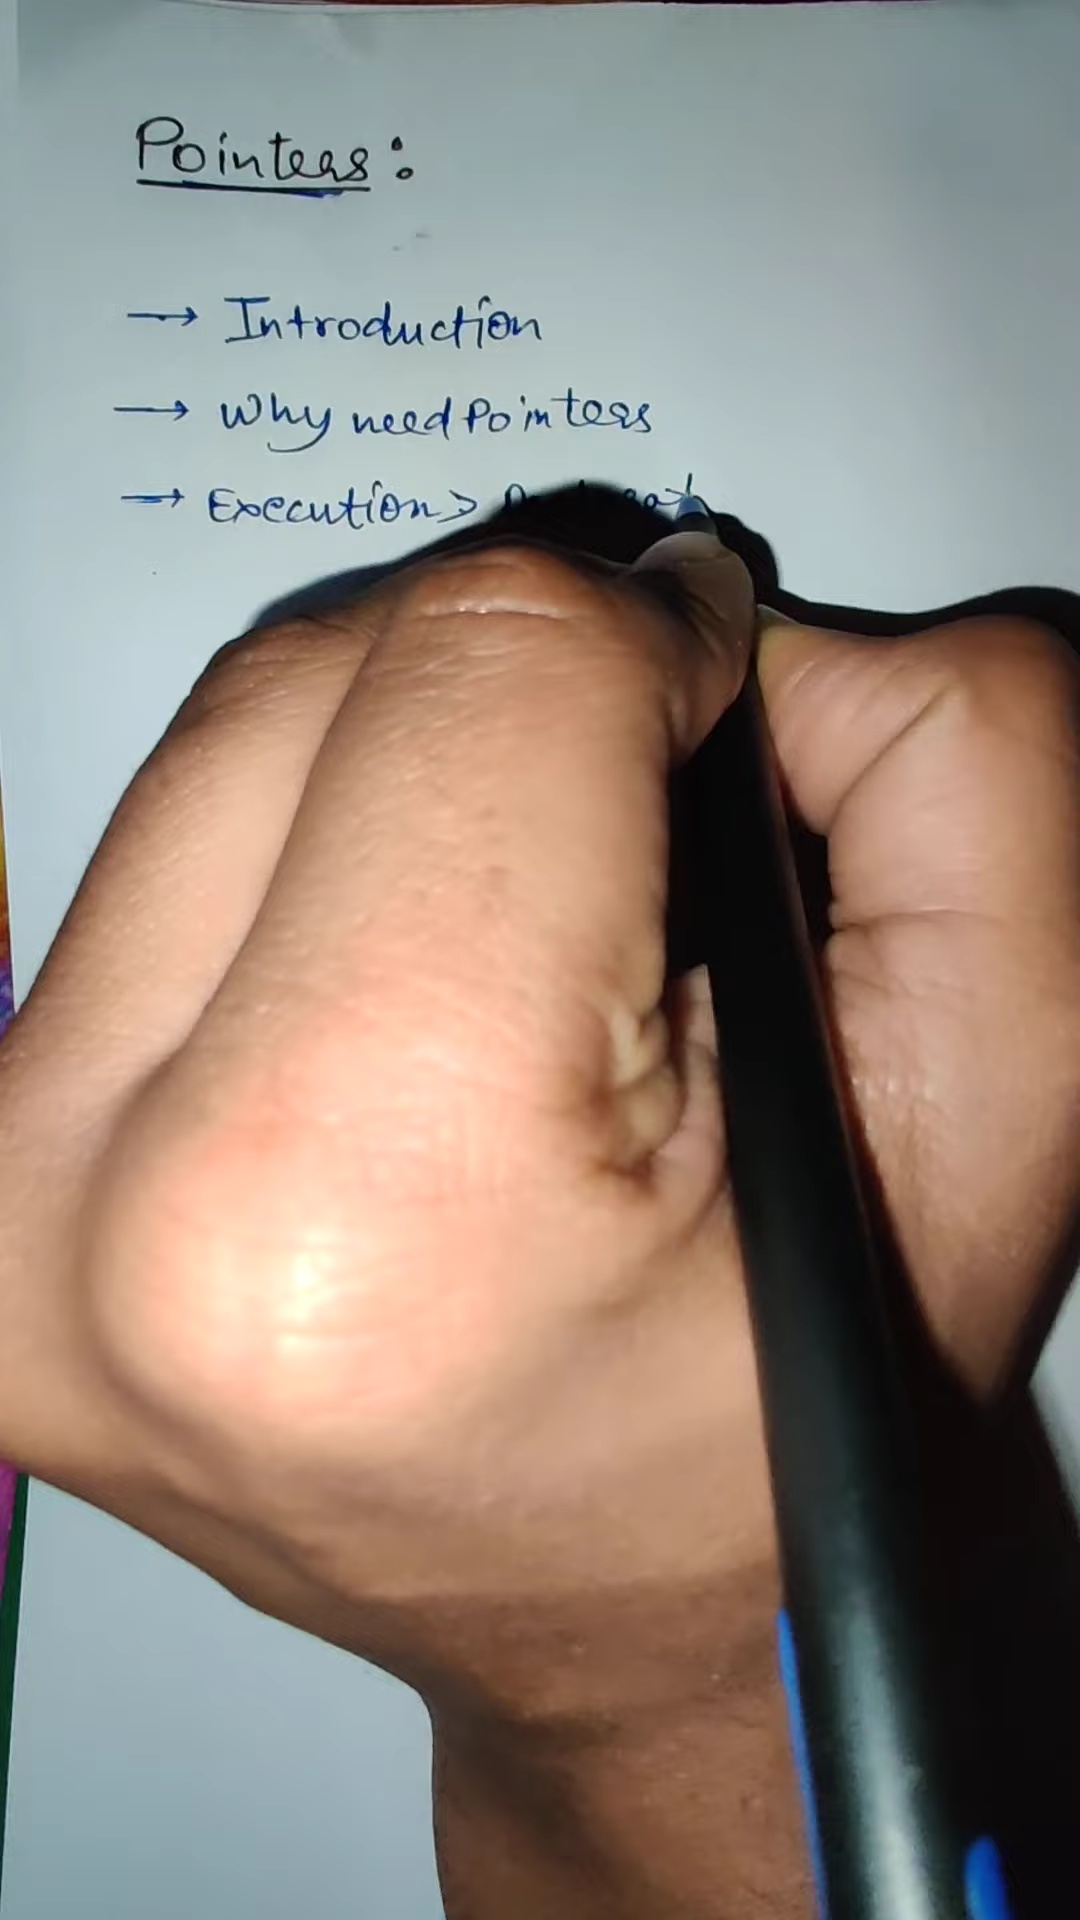 Pointers:
→ Introduction
→ Why need Pointers
→ Execution >